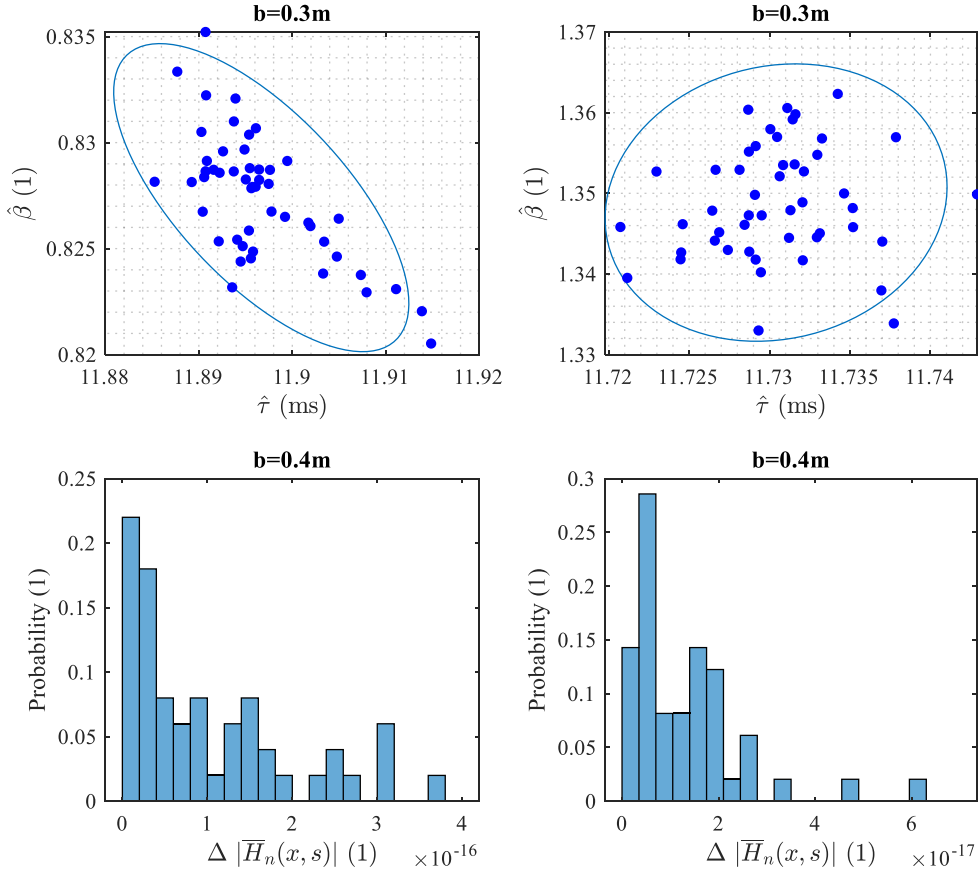 b=0.3m
0.835
0.83
0.825
0.82
β̂ (1)
11.88 11.89 11.9 11.91 11.92
τ̂ (ms)
b=0.3m
1.37
1.36
1.35
1.34
1.33
β̂ (1)
11.72 11.725 11.73 11.735 11.74
τ̂ (ms)
b=0.4m
0.25
0.2
0.15
0.1
0.05
0
Probability (1)
0 1 2 3 4
Δ |H̅ₙ(x, s)| (1) ×10⁻¹⁶
b=0.4m
0.3
0.25
0.2
0.15
0.1
0.05
0
Probability (1)
0 2 4 6
Δ |H̅ₙ(x, s)| (1) ×10⁻¹⁷